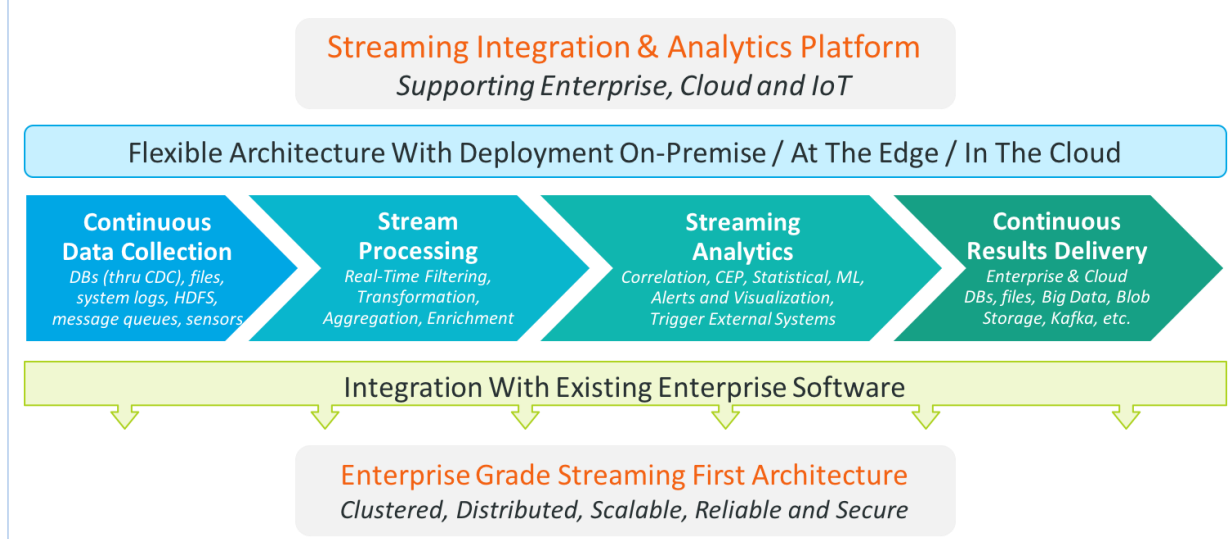 Streaming Integration & Analytics Platform
Supporting Enterprise, Cloud and IoT
Flexible Architecture With Deployment On-Premise / At The Edge / In The Cloud
Continuous
Data Collection
DBs (thru CDC), files,
system logs, HDFS,
message queues, sensors
Stream
Processing
Real-Time Filtering,
Transformation,
Aggregation, Enrichment
Streaming
Analytics
Correlation, CEP, Statistical, ML,
Alerts and Visualization,
Trigger External Systems
Continuous
Results Delivery
Enterprise & Cloud
DBs, files, Big Data, Blob
Storage, Kafka, etc.
Integration With Existing Enterprise Software
Enterprise Grade Streaming First Architecture
Clustered, Distributed, Scalable, Reliable and Secure